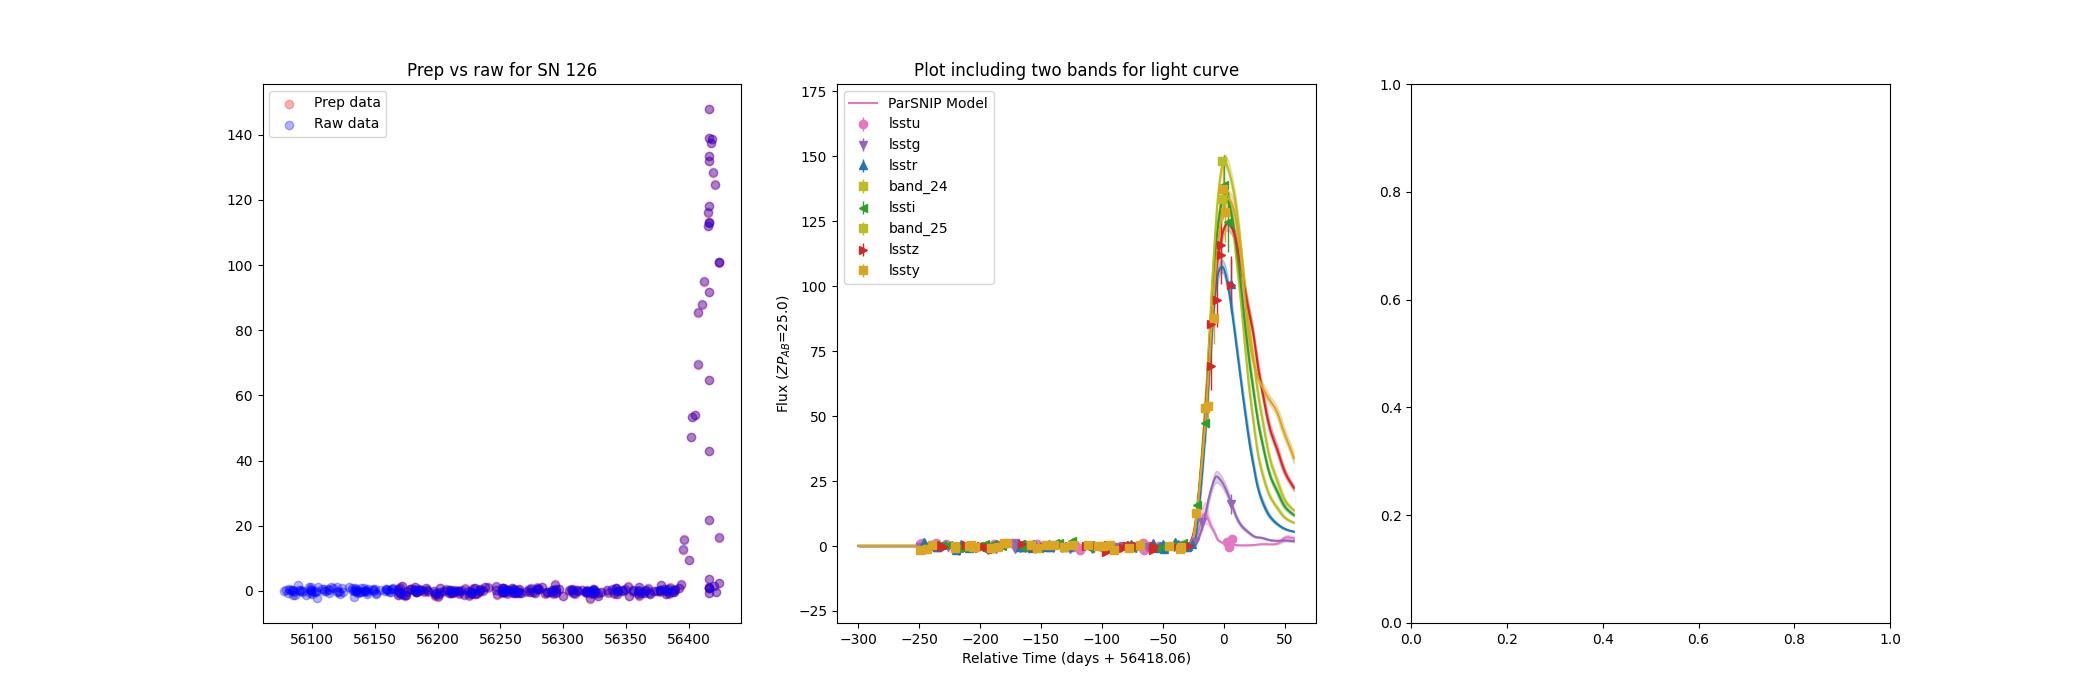 Prep vs raw for SN 126
Prep data
Raw data
140
120
100
80
60
40
20
0
56100 56150 56200 56250 56300 56350 56400
Plot including two bands for light curve
ParSNIP Model
lsstu
lsstg
lsstr
band_24
lssti
band_25
lsstz
lssty
Flux (ZP_AB=25.0)
175
150
125
100
75
50
25
0
−25
−300 −250 −200 −150 −100 −50 0 50
Relative Time (days + 56418.06)
1.0
0.8
0.6
0.4
0.2
0.0
0.0 0.2 0.4 0.6 0.8 1.0